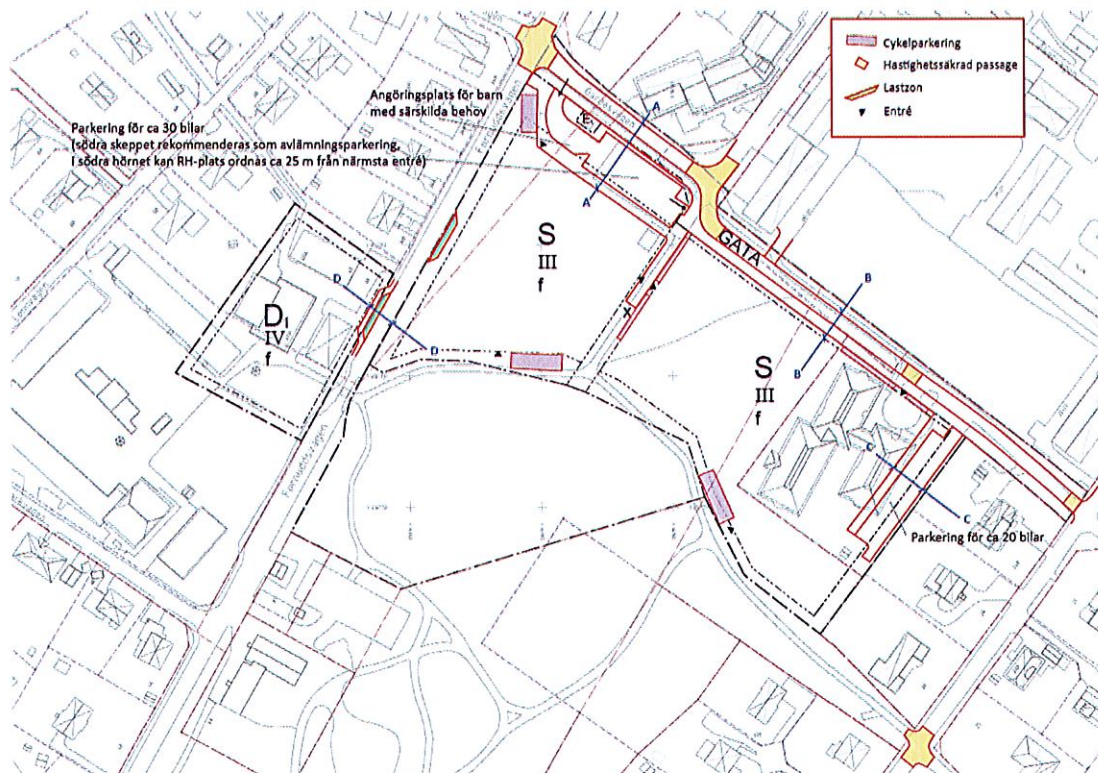 Cykelparkering
Hastighetssäkrad passage
Lastzon
Entré
Angöringsplats för barn
med särskilda behov
Parkering för ca 30 bilar
(södra skeppet rekommenderas som avlämningsparkering,
I södra hörnet kan RH-plats ordnas ca 25 m från närmsta entré)
E
A
A
S
III
f
GATA
B
B
D
D₁
IV
f
D
X
S
III
f
C
C
Parkering för ca 20 bilar